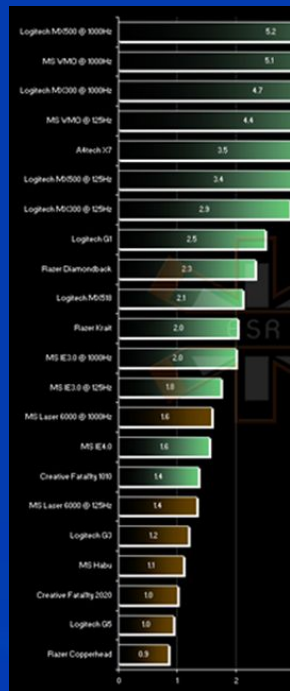 Logitech MX500 @ 1000Hz 5.2
MS WMO @ 1000Hz 5.1
Logitech MX300 @ 1000Hz 4.7
MS WMO @ 125Hz 4.4
A4tech X7 3.5
Logitech MX500 @ 125Hz 3.4
Logitech MX300 @ 125Hz 2.9
Logitech G1 2.5
Razer Diamondback 2.3
Logitech MX518 2.1
Razer Krait 2.0
MS IE3.0 @ 1000Hz 2.0
MS IE3.0 @ 125Hz 1.8
MS Laser 6000 @ 1000Hz 1.6
MS IE4.0 1.6
Creative Fatal1ty 1010 1.4
MS Laser 6000 @ 125Hz 1.4
Logitech G3 1.2
MS Habu 1.1
Creative Fatal1ty 2020 1.0
Logitech G5 1.0
Razer Copperhead 0.9
0 1 2
ESR